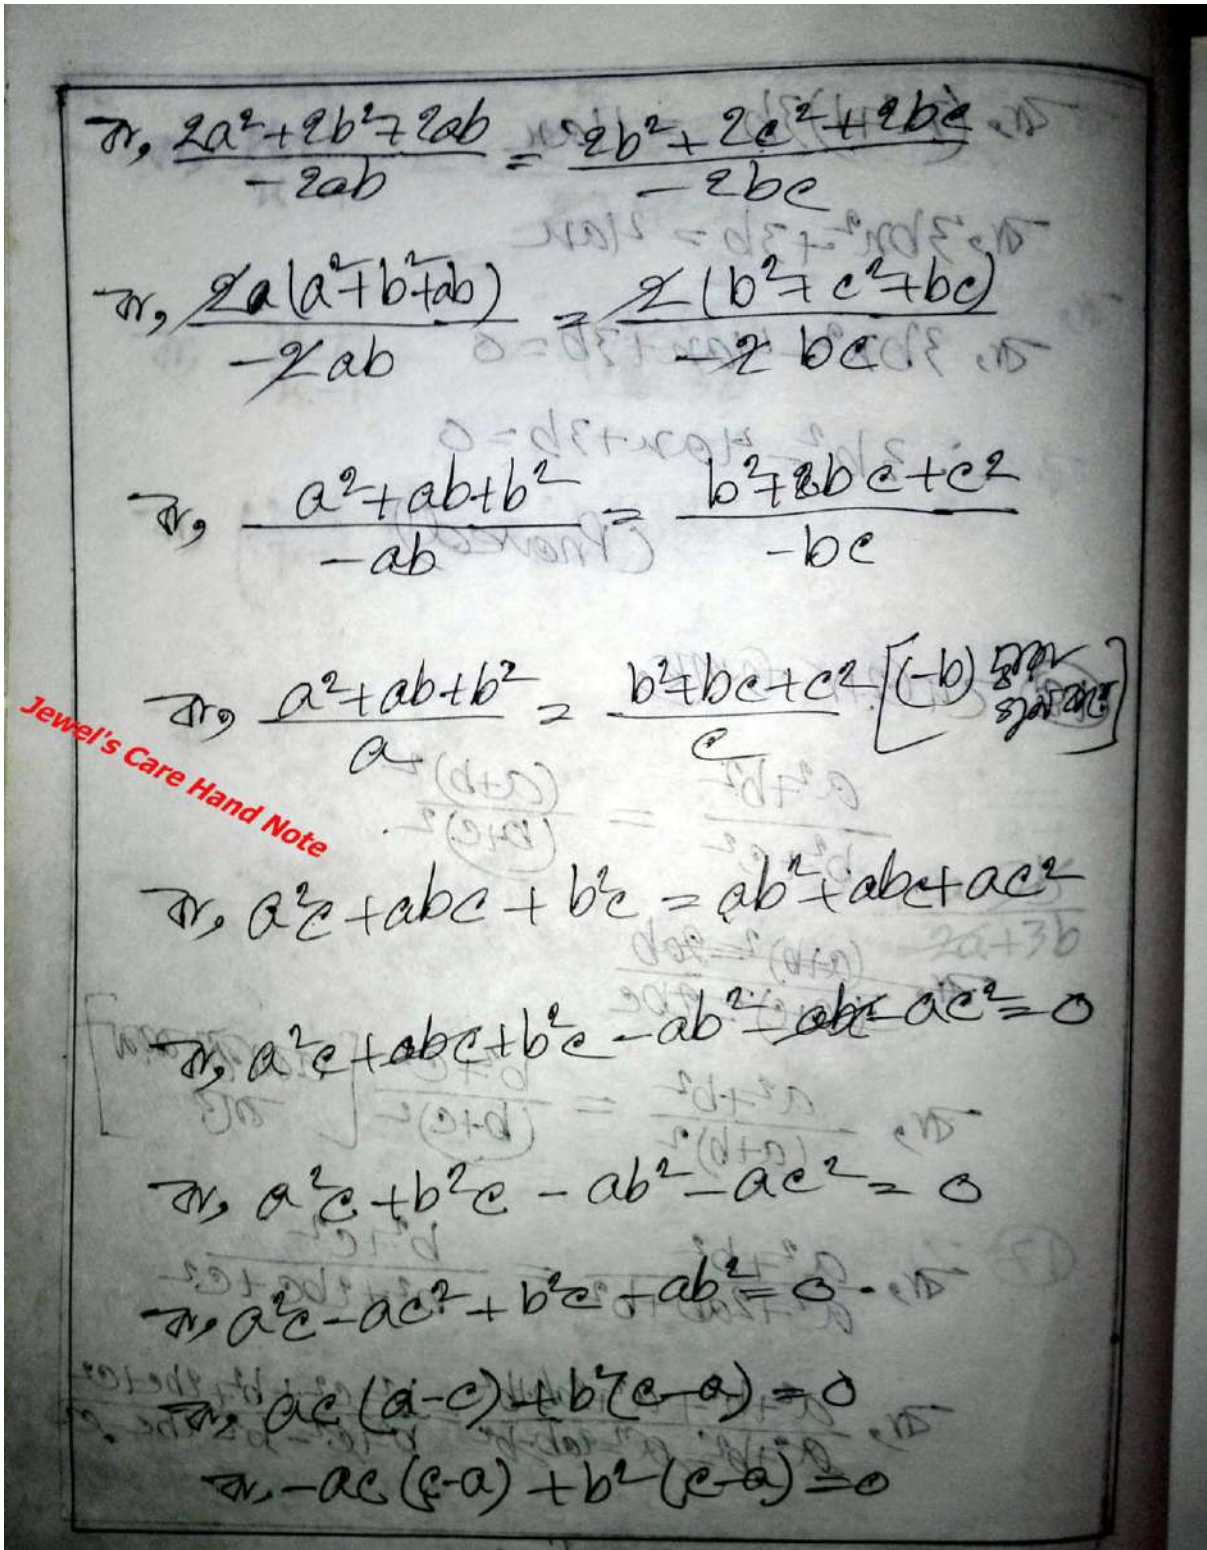 বা, 2a²+2b²+2ab / -2ab = 2b²+2c²+2bc / -2bc
বা, 2a(a²+b²+ab) / -2ab = 2(b²+c²+bc) / -2bc
বা, a²+ab+b² / -ab = b²+2bc+c² / -bc
বা, a²+ab+b² / a = b²+bc+c² / c [(-b) দ্বারা
Jewel's Care Hand Note
বা, a²c+abc+b²c = ab²+abc+ac²
বা, a²c+abc+b²c-ab²-abc-ac²=0
বা, a²c+b²c-ab²-ac²=0
বা, a²c-ac²+b²c-ab²=0
বা, ac(a-c)+b²(c-a)=0
বা, -ac(c-a)+b²(c-a)=0